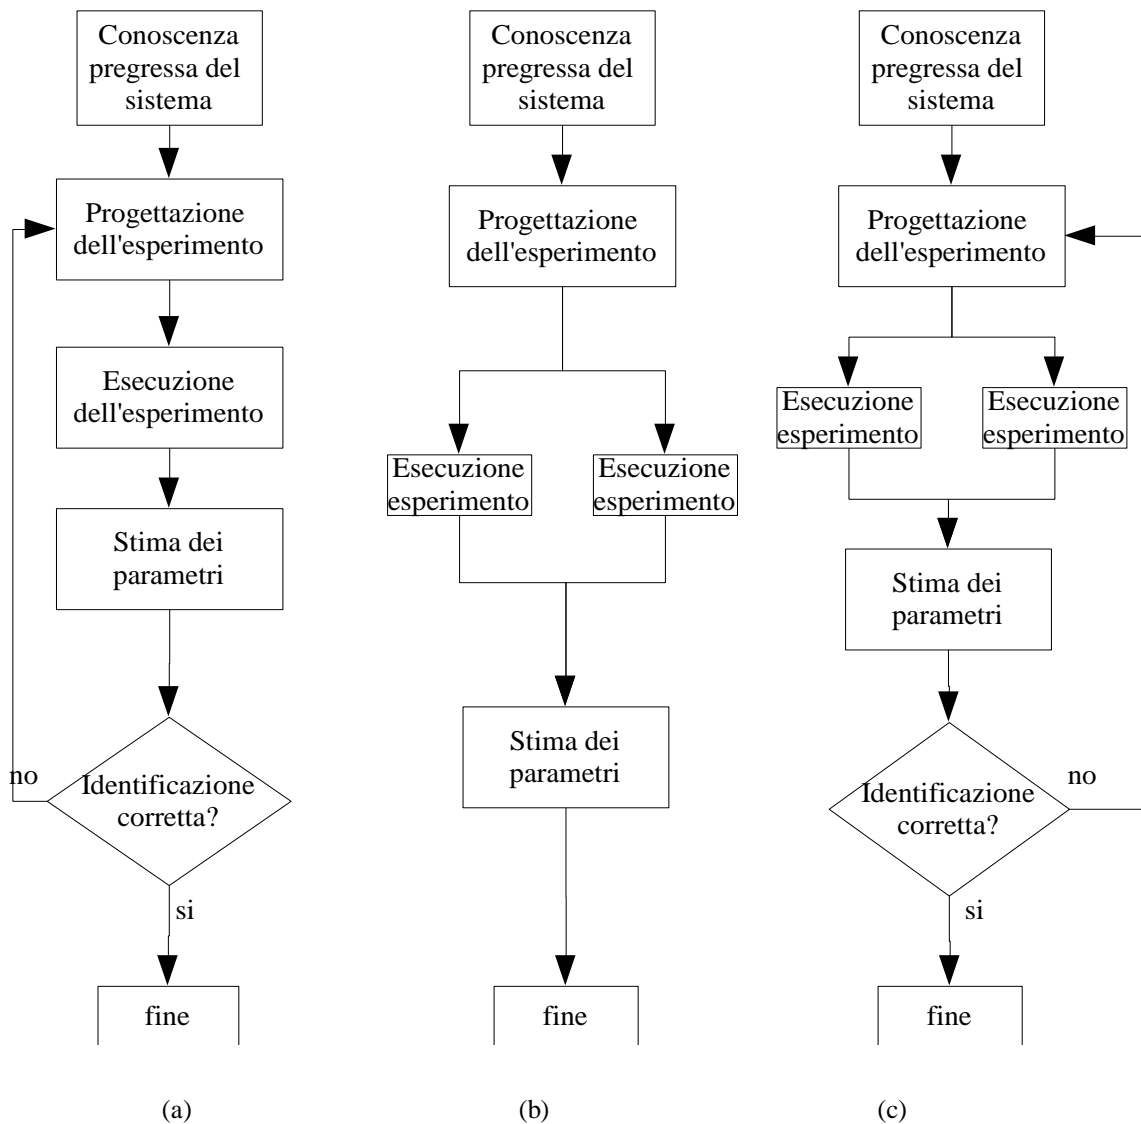 Conoscenza
pregressa del
sistema
Progettazione
dell'esperimento
Esecuzione
dell'esperimento
Stima dei
parametri
no
Identificazione
corretta?
si
fine
(a)
Conoscenza
pregressa del
sistema
Progettazione
dell'esperimento
Esecuzione
esperimento
Esecuzione
esperimento
Stima dei
parametri
fine
(b)
Conoscenza
pregressa del
sistema
Progettazione
dell'esperimento
Esecuzione
esperimento
Esecuzione
esperimento
Stima dei
parametri
Identificazione
corretta?
no
si
fine
(c)